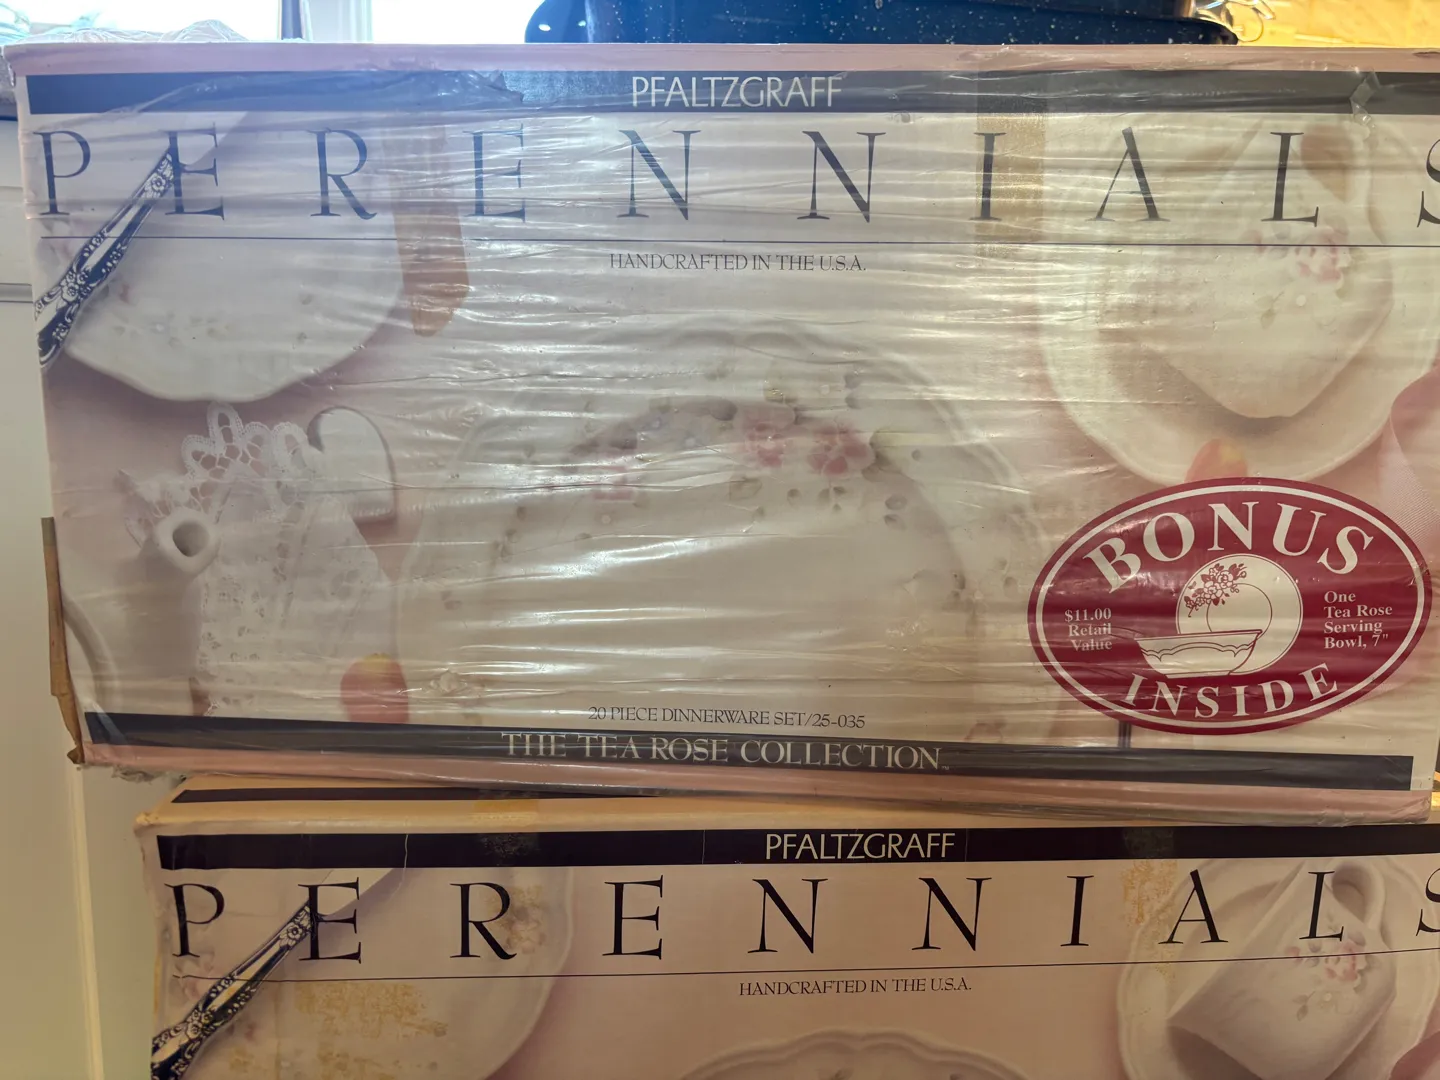 PFALTZGRAFF
PERENNIALS
HANDCRAFTED IN THE U.S.A.
BONUS
$11.00
Retail
Value
One
Tea Rose
Serving
Bowl, 7"
INSIDE
20 PIECE DINNERWARE SET/25-035
THE TEA ROSE COLLECTION™
PFALTZGRAFF
PERENNIALS
HANDCRAFTED IN THE U.S.A.